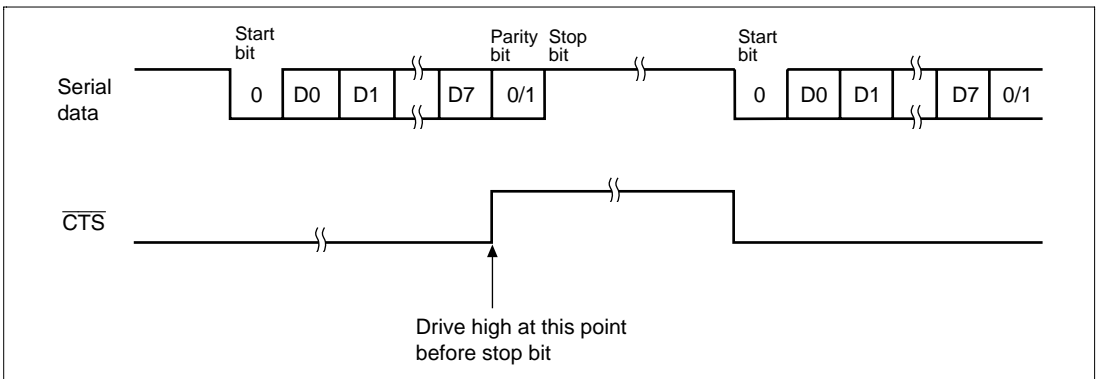 Start bit
Parity bit
Stop bit
Start bit
Serial data
0 D0 D1 D7 0/1 0 D0 D1 D7 0/1
CTS
Drive high at this point
before stop bit